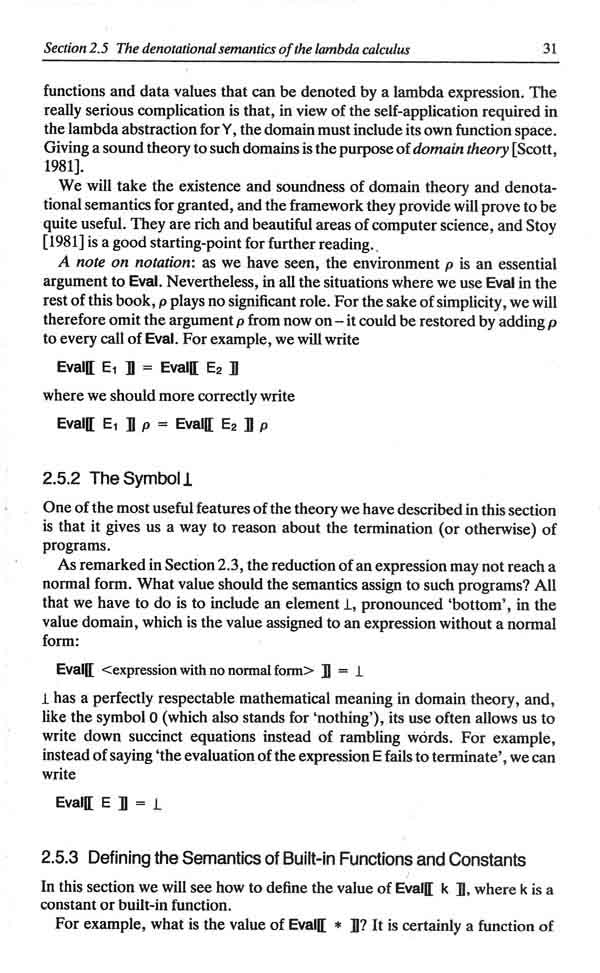 Section 2.5 The denotational semantics of the lambda calculus 31
functions and data values that can be denoted by a lambda expression. The
really serious complication is that, in view of the self-application required in
the lambda abstraction for Y, the domain must include its own function space.
Giving a sound theory to such domains is the purpose of domain theory [Scott,
1981].
We will take the existence and soundness of domain theory and denota-
tional semantics for granted, and the framework they provide will prove to be
quite useful. They are rich and beautiful areas of computer science, and Stoy
[1981] is a good starting-point for further reading.
A note on notation: as we have seen, the environment ρ is an essential
argument to Eval. Nevertheless, in all the situations where we use Eval in the
rest of this book, ρ plays no significant role. For the sake of simplicity, we will
therefore omit the argument ρ from now on – it could be restored by adding ρ
to every call of Eval. For example, we will write
Eval⟦ E₁ ⟧ = Eval⟦ E₂ ⟧
where we should more correctly write
Eval⟦ E₁ ⟧ ρ = Eval⟦ E₂ ⟧ ρ
2.5.2 The Symbol ⊥
One of the most useful features of the theory we have described in this section
is that it gives us a way to reason about the termination (or otherwise) of
programs.
As remarked in Section 2.3, the reduction of an expression may not reach a
normal form. What value should the semantics assign to such programs? All
that we have to do is to include an element ⊥, pronounced ‘bottom’, in the
value domain, which is the value assigned to an expression without a normal
form:
Eval⟦ <expression with no normal form> ⟧ = ⊥
⊥ has a perfectly respectable mathematical meaning in domain theory, and,
like the symbol 0 (which also stands for ‘nothing’), its use often allows us to
write down succinct equations instead of rambling words. For example,
instead of saying ‘the evaluation of the expression E fails to terminate’, we can
write
Eval⟦ E ⟧ = ⊥
2.5.3 Defining the Semantics of Built-in Functions and Constants
In this section we will see how to define the value of Eval⟦ k ⟧, where k is a
constant or built-in function.
For example, what is the value of Eval⟦ * ⟧? It is certainly a function of